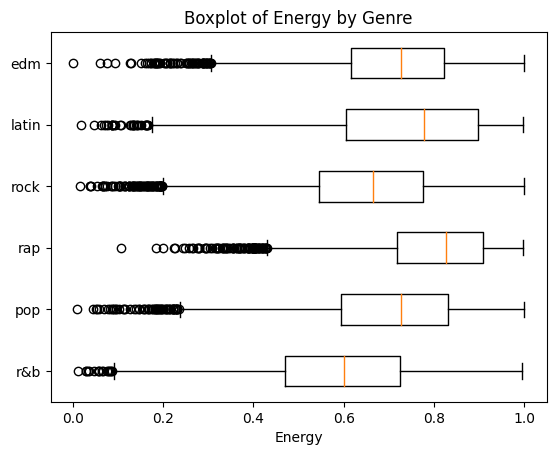 Boxplot of Energy by Genre
edm
latin
rock
rap
pop
r&b
0.0 0.2 0.4 0.6 0.8 1.0
Energy